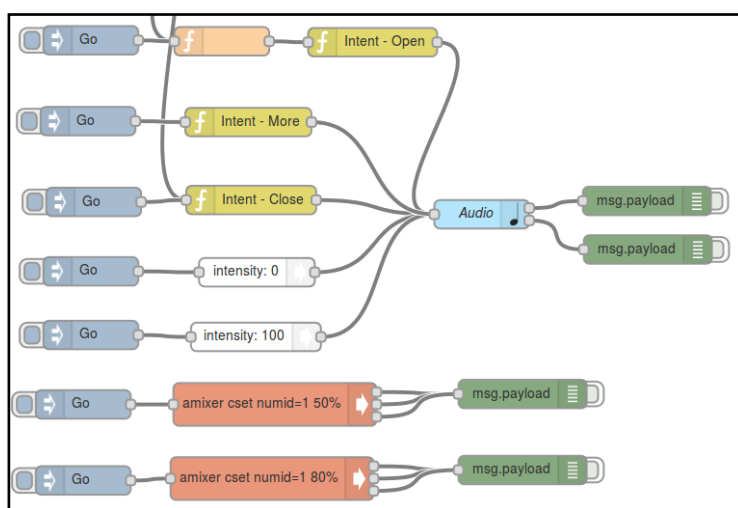 Go
Intent - Open
Go
Intent - More
Go
Intent - Close
Audio
msg.payload
msg.payload
Go
intensity: 0
Go
intensity: 100
Go
amixer cset numid=1 50%
msg.payload
Go
amixer cset numid=1 80%
msg.payload